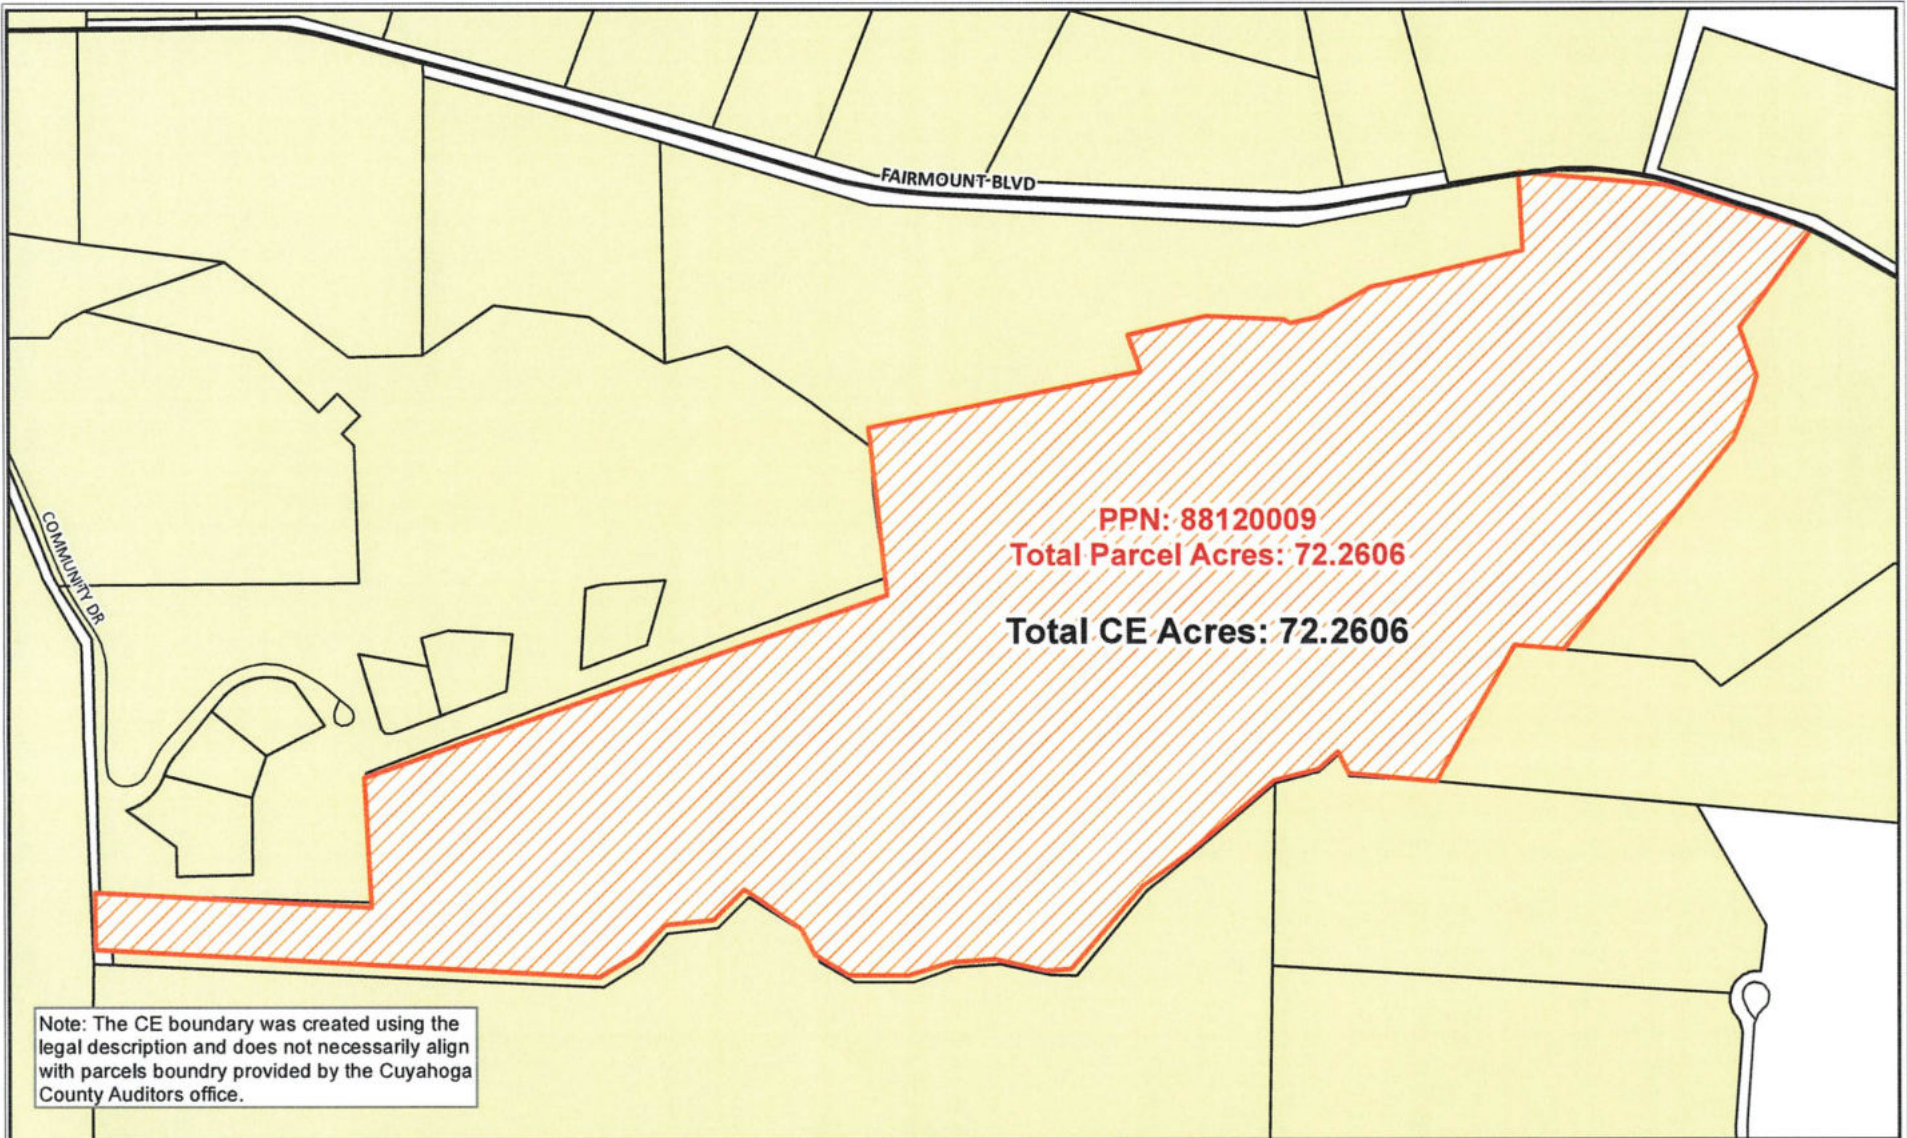 FAIRMOUNT BLVD
PPN: 88120009
Total Parcel Acres: 72.2606
COMMUNITY DR
Total CE Acres: 72.2606
Note: The CE boundary was created using the
legal description and does not necessarily align
with parcels boundry provided by the Cuyahoga
County Auditors office.